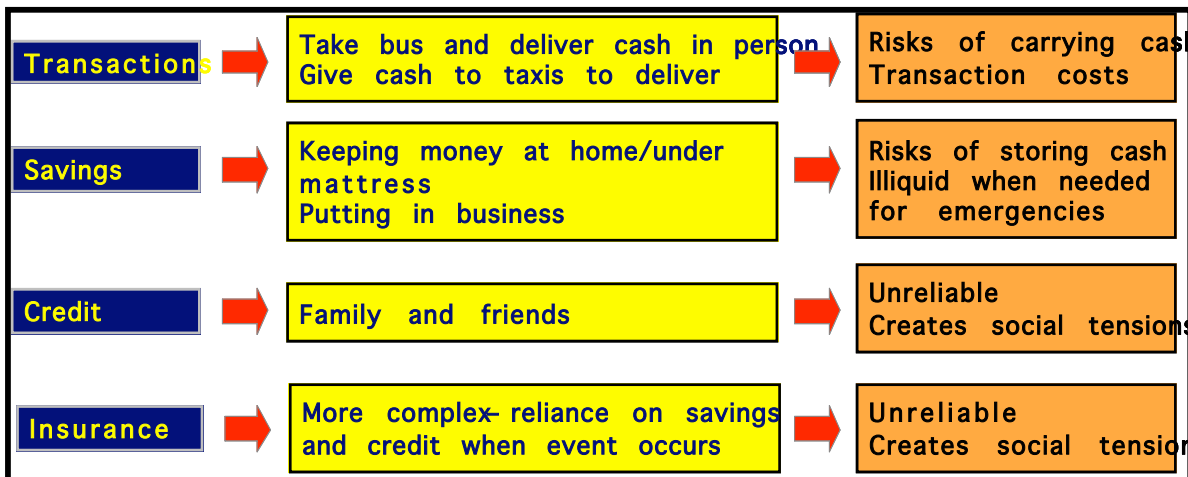 Transactions
Take bus and deliver cash in person
Give cash to taxis to deliver
Risks of carrying cash
Transaction costs
Savings
Keeping money at home/under
mattress
Putting in business
Risks of storing cash
Illiquid when needed
for emergencies
Credit
Family and friends
Unreliable
Creates social tensions
Insurance
More complex– reliance on savings
and credit when event occurs
Unreliable
Creates social tension